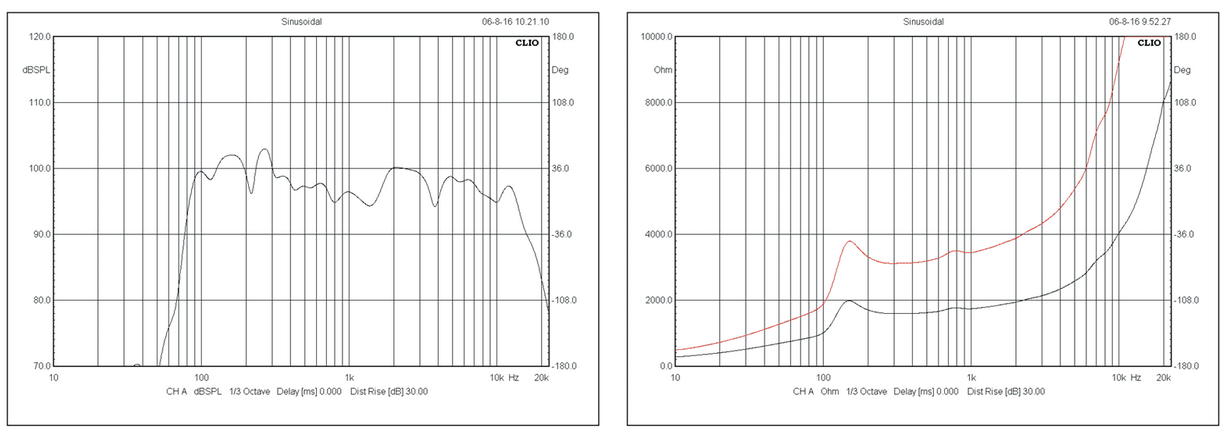 Sinusoidal 06-8-16 10.21.10
120.0 CLIO 180.0
dBSPL Deg
110.0 108.0
100.0 36.0
90.0 -36.0
80.0 -108.0
70.0 -180.0
10 100 1k 10k Hz 20k
CH A dBSPL 1/3 Octave Delay [ms] 0.000 Dist Rise [dB] 30.00
Sinusoidal 06-8-16 9.52.27
10000.0 CLIO 180.0
Ohm Deg
8000.0 108.0
6000.0 36.0
4000.0 -36.0
2000.0 -108.0
0.0 -180.0
10 100 1k 10k Hz 20k
CH A Ohm 1/3 Octave Delay [ms] 0.000 Dist Rise [dB] 30.00